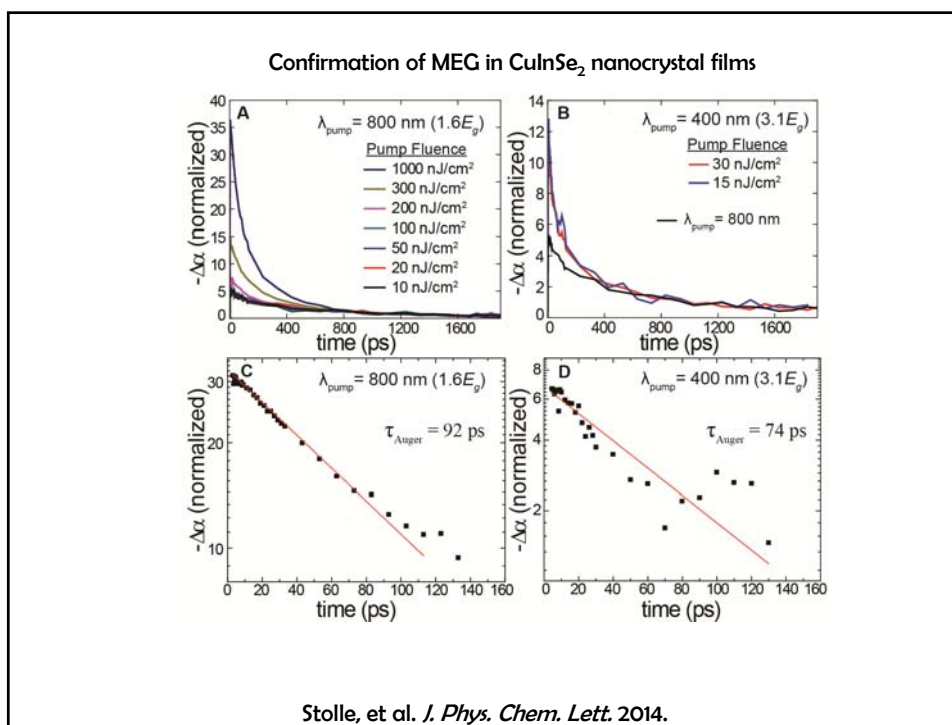 Confirmation of MEG in CuInSe₂ nanocrystal films
A
λpump = 800 nm (1.6Eg)
Pump Fluence
1000 nJ/cm²
300 nJ/cm²
200 nJ/cm²
100 nJ/cm²
50 nJ/cm²
20 nJ/cm²
10 nJ/cm²
-Δα (normalized)
40
35
30
25
20
15
10
5
0
0 400 800 1200 1600
time (ps)
B
λpump = 400 nm (3.1Eg)
Pump Fluence
30 nJ/cm²
15 nJ/cm²
λpump = 800 nm
-Δα (normalized)
14
12
10
8
6
4
2
0
0 400 800 1200 1600
time (ps)
C
λpump = 800 nm (1.6Eg)
τAuger = 92 ps
-Δα (normalized)
30
20
10
0 20 40 60 80 100 120 140 160
time (ps)
D
λpump = 400 nm (3.1Eg)
τAuger = 74 ps
-Δα (normalized)
6
4
2
0 20 40 60 80 100 120 140 160
time (ps)
Stolle, et al. J. Phys. Chem. Lett. 2014.